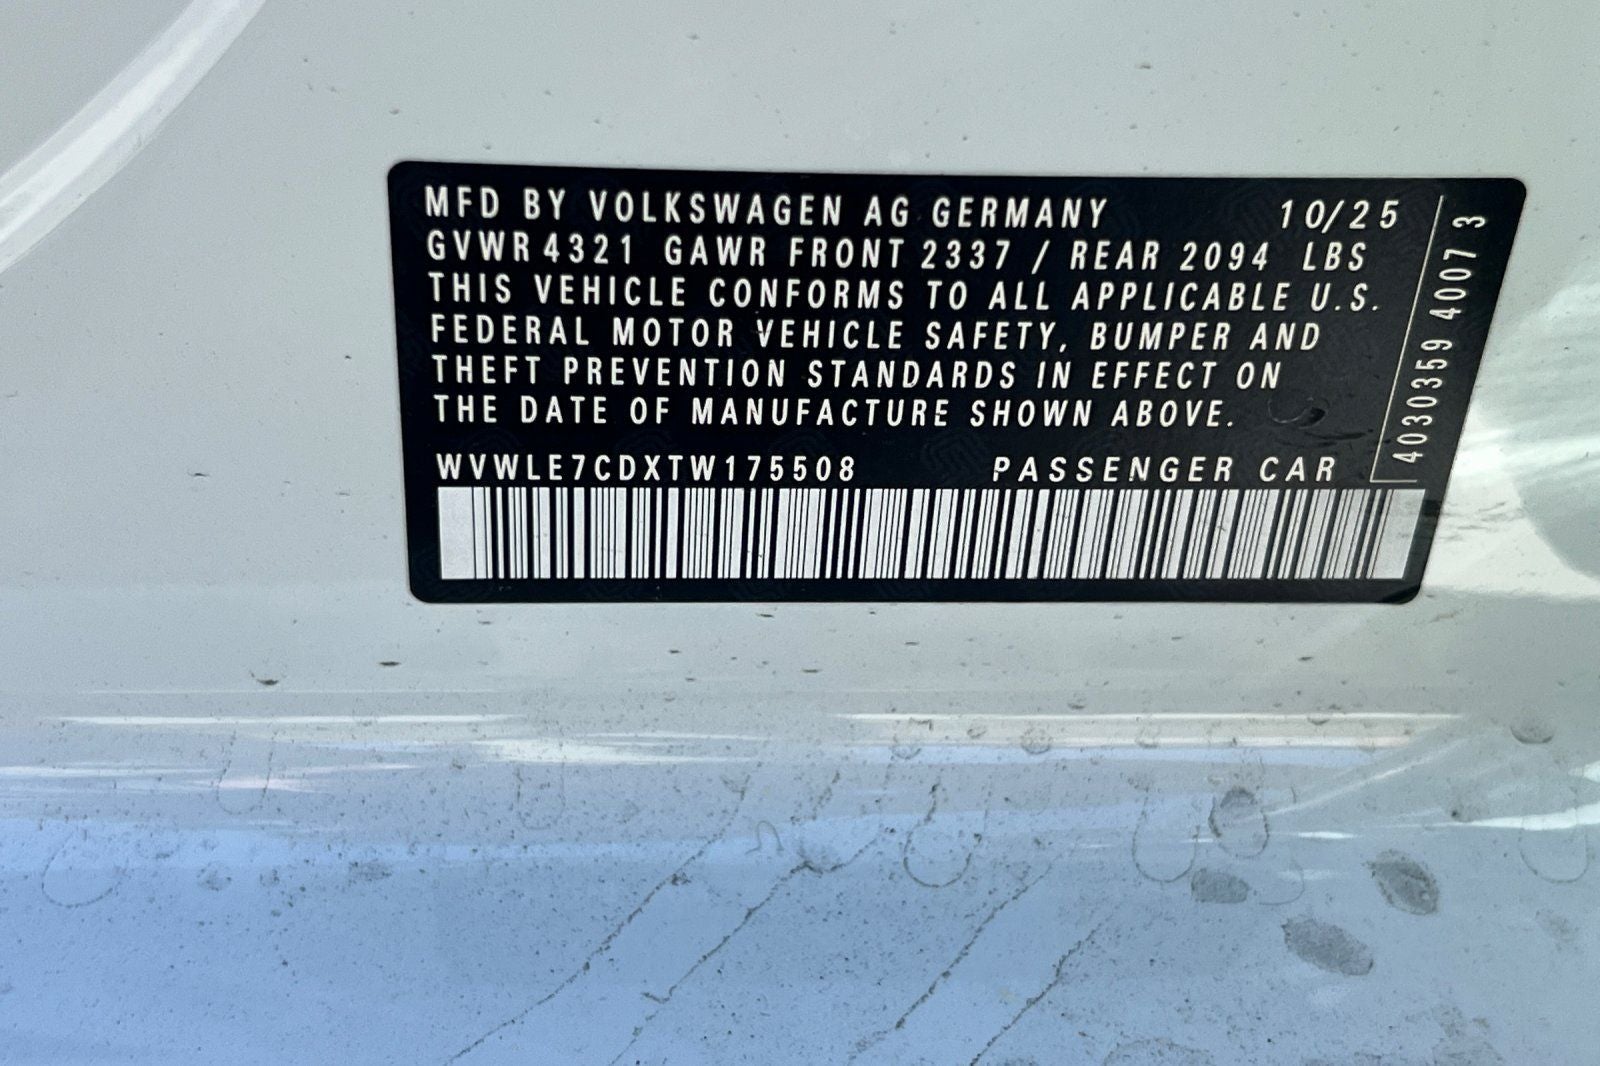 MFD BY VOLKSWAGEN AG GERMANY 10/25
GVWR 4321 GAWR FRONT 2337 / REAR 2094 LBS
THIS VEHICLE CONFORMS TO ALL APPLICABLE U.S.
FEDERAL MOTOR VEHICLE SAFETY, BUMPER AND
THEFT PREVENTION STANDARDS IN EFFECT ON
THE DATE OF MANUFACTURE SHOWN ABOVE.
WVWLE7CDXTW175508 PASSENGER CAR
4030359 4007 3